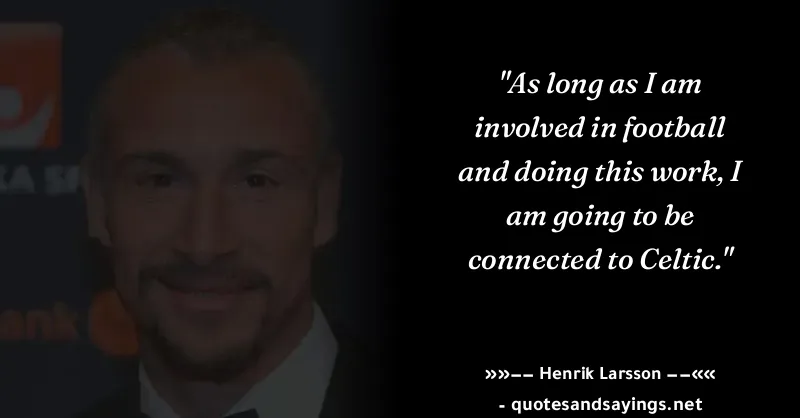 "As long as I am
involved in football
and doing this work, I
am going to be
connected to Celtic."
»»–– Henrik Larsson ––««
- quotesandsayings.net
ank